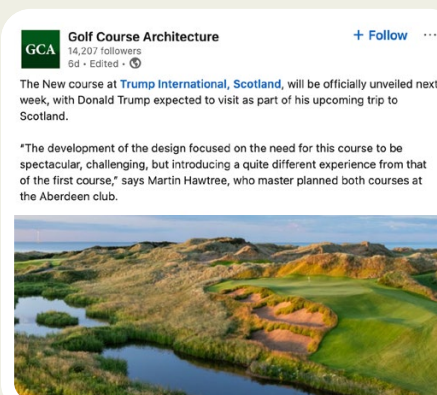 GCA
Golf Course Architecture
+ Follow ...
14,207 followers
6d • Edited •
The New course at Trump International, Scotland, will be officially unveiled next
week, with Donald Trump expected to visit as part of his upcoming trip to
Scotland.
"The development of the design focused on the need for this course to be
spectacular, challenging, but introducing a quite different experience from that
of the first course," says Martin Hawtree, who master planned both courses at
the Aberdeen club.